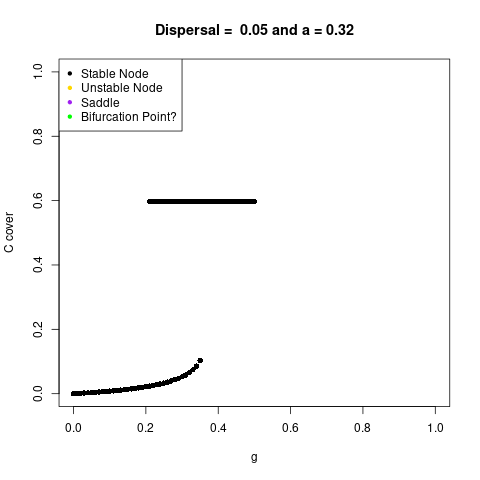 Dispersal =  0.05 and a = 0.32
Stable Node
Unstable Node
Saddle
Bifurcation Point?
C cover
1.0
0.8
0.6
0.4
0.2
0.0
0.0 0.2 0.4 0.6 0.8 1.0
g